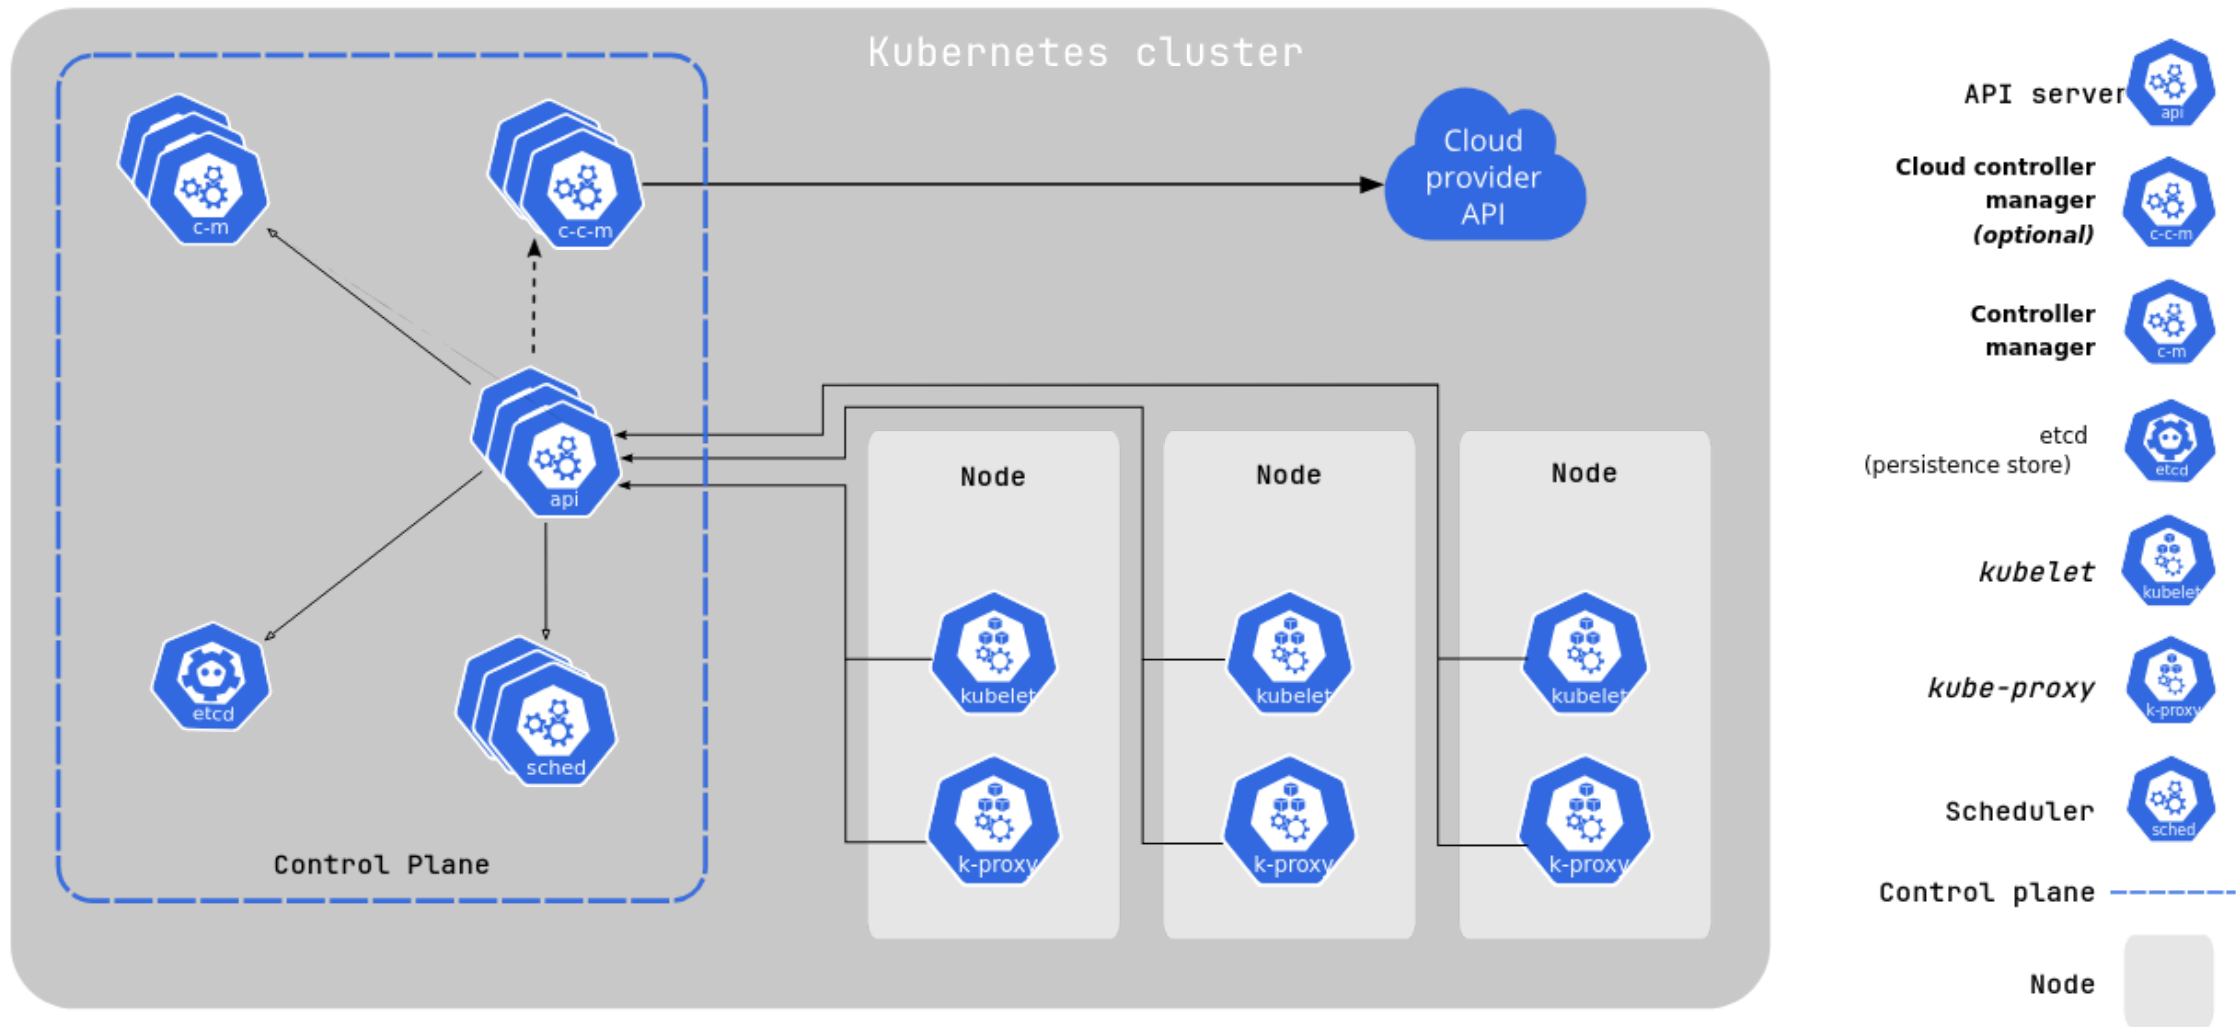 Kubernetes cluster
c-m
c-c-m
Cloud
provider
API
api
etcd
sched
Control Plane
Node
kubelet
k-proxy
Node
kubelet
k-proxy
Node
kubelet
k-proxy
API server
api
Cloud controller
manager
(optional)
c-c-m
Controller
manager
c-m
etcd
(persistence store)
etcd
kubelet
kubelet
kube-proxy
k-proxy
Scheduler
sched
Control plane
Node